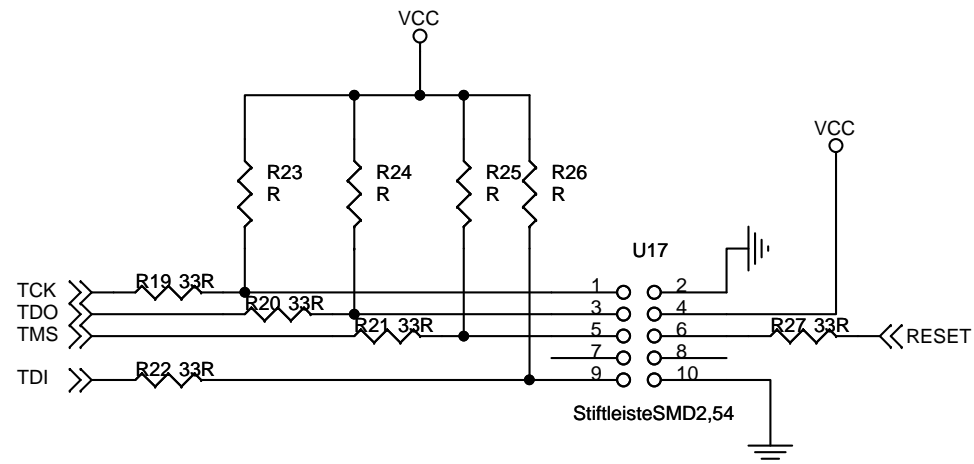 VCC
VCC
R23
R
R24
R
R25
R
R26
R
U17
TCK
R19 33R
1
2
TDO
R20 33R
3
4
TMS
R21 33R
5
6
R27 33R
RESET
7
8
TDI
R22 33R
9
10
StiftleisteSMD2,54